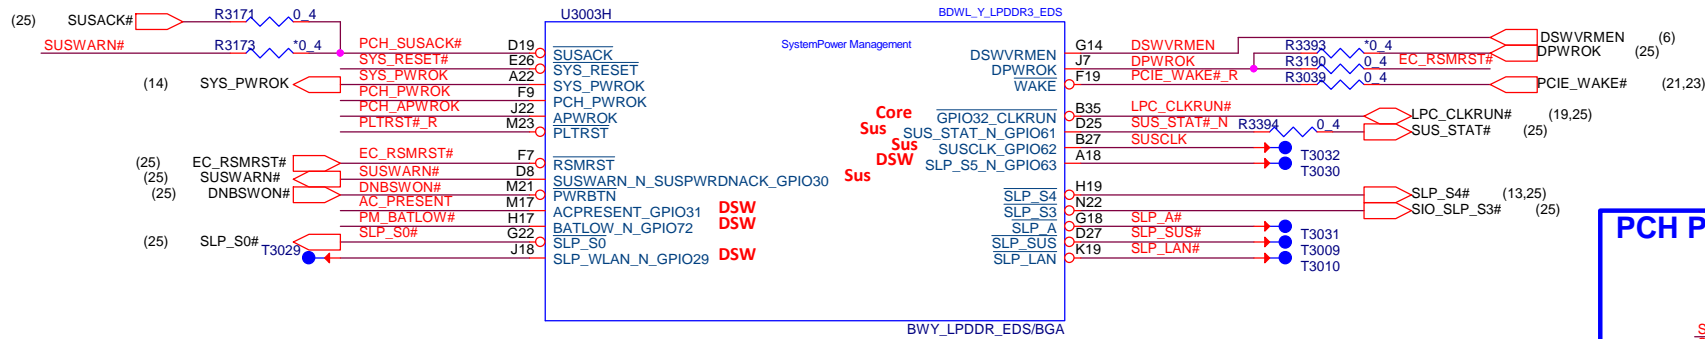 U3003H BDWL_Y_LPDDR3_EDS
SystemPower Management
(25) SUSACK# R3171 0_4
SUSWARN# R3173 *0_4
PCH_SUSACK# D19 SUSACK
SYS_RESET# E26 SYS_RESET
(14) SYS_PWROK SYS_PWROK A22 SYS_PWROK
PCH_PWROK F9 PCH_PWROK
PCH_APWROK J22 APWROK
PLTRST#_R M23 PLTRST
(25) EC_RSMRST# EC_RSMRST# F7 RSMRST
(25) SUSWARN# SUSWARN# D8 SUSWARN_N_SUSPWRDNACK_GPIO30 Sus
(25) DNBSWON# DNBSWON# M21 PWRBTN
AC_PRESENT M17 ACPRESENT_GPIO31 DSW
PM_BATLOW# H17 BATLOW_N_GPIO72 DSW
(25) SLP_S0# SLP_S0# G22 SLP_S0
T3029 J18 SLP_WLAN_N_GPIO29 DSW
DSWVRMEN G14 DSWVRMEN DSWVRMEN (6)
DPWROK J7 DPWROK R3393 *0_4 DPWROK (25)
R3190 0_4 EC_RSMRST#
WAKE F19 PCIE_WAKE#_R R3039 0_4 PCIE_WAKE# (21,23)
Core GPIO32_CLKRUN B35 LPC_CLKRUN# LPC_CLKRUN# (19,25)
Sus SUS_STAT_N_GPIO61 D25 SUS_STAT#_N R3394 0_4 SUS_STAT# (25)
Sus SUSCLK_GPIO62 B27 SUSCLK T3032
DSW SLP_S5_N_GPIO63 A18 T3030
SLP_S4 H19 SLP_S4# (13,25)
SLP_S3 N22 SIO_SLP_S3# (25)
SLP_A G18 SLP_A# T3031
SLP_SUS D27 SLP_SUS# T3009
SLP_LAN K19 SLP_LAN# T3010
BWY_LPDDR_EDS/BGA
PCH P
S